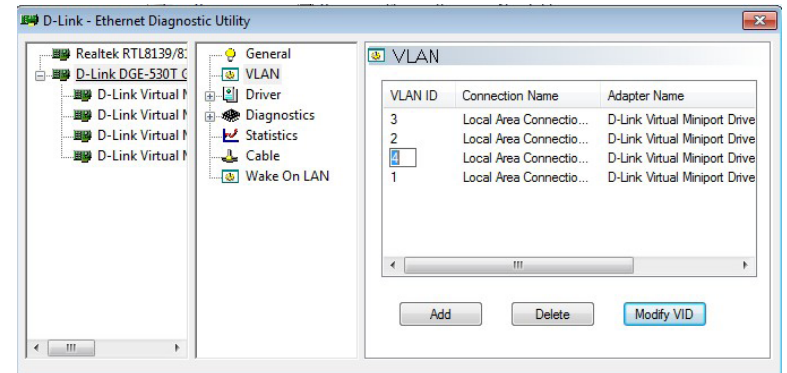 D-Link - Ethernet Diagnostic Utility
Realtek RTL8139/8
D-Link DGE-530T
D-Link Virtual
D-Link Virtual
D-Link Virtual
D-Link Virtual
General
VLAN
Driver
Diagnostics
Statistics
Cable
Wake On LAN
VLAN
VLAN ID Connection Name Adapter Name
3 Local Area Connectio... D-Link Virtual Miniport Drive
2 Local Area Connectio... D-Link Virtual Miniport Drive
4 Local Area Connectio... D-Link Virtual Miniport Drive
1 Local Area Connectio... D-Link Virtual Miniport Drive
Add Delete Modify VID